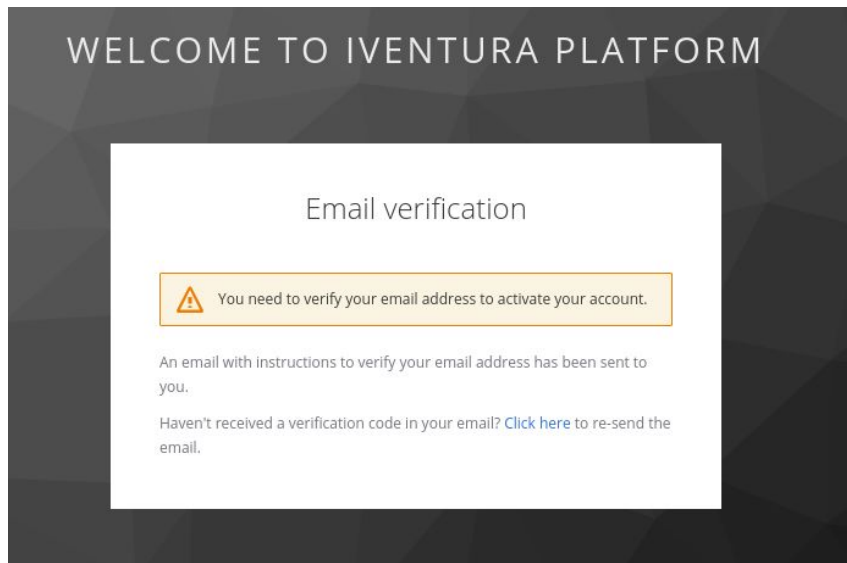 WELCOME TO IVENTURA PLATFORM
Email verification
You need to verify your email address to activate your account.
An email with instructions to verify your email address has been sent to
you.
Haven't received a verification code in your email? Click here to re-send the
email.